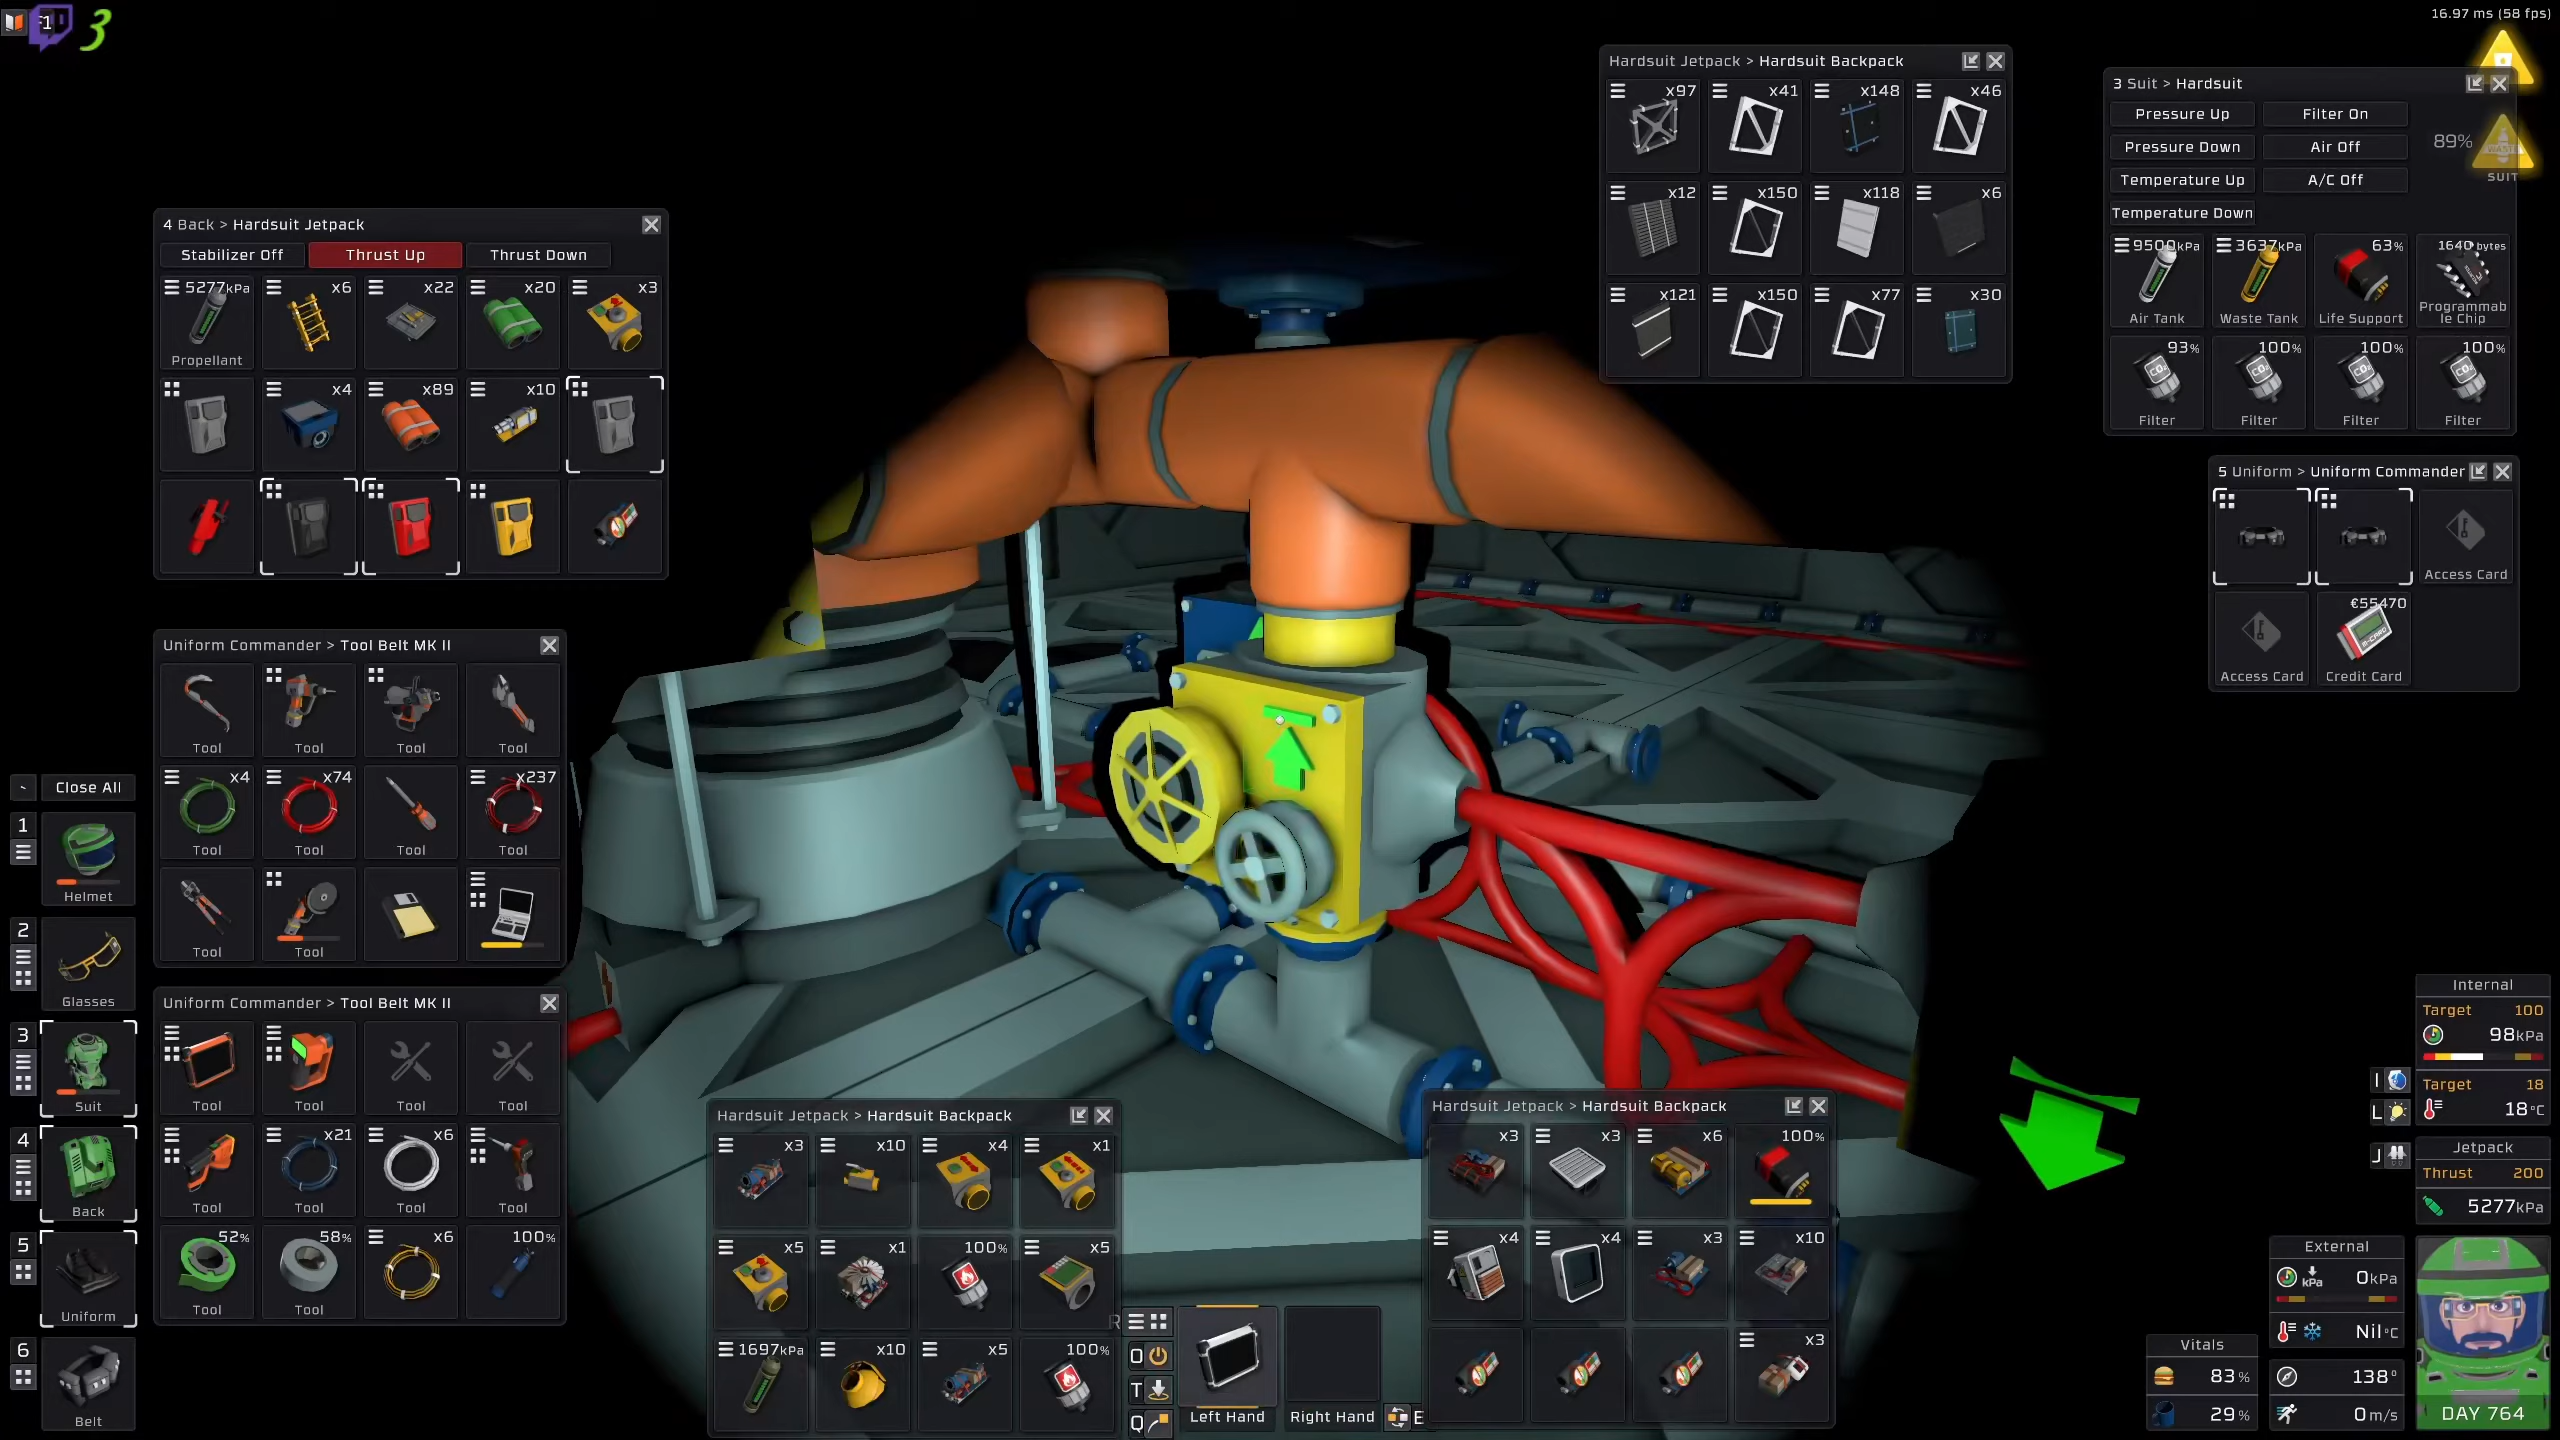 F1
3
16.97 ms (58 fps)
Hardsuit Jetpack > Hardsuit Backpack
x97
x41
x148
x46
x12
x150
x118
x6
x121
x150
x77
x30
3 Suit > Hardsuit
Pressure Up
Filter On
Pressure Down
Air Off
Temperature Up
A/C Off
Temperature Down
89%
WASTE
SUIT
9500kPa
3637kPa
63%
1640 bytes
Air Tank
Waste Tank
Life Support
Programmab
le Chip
93%
100%
100%
100%
Filter
Filter
Filter
Filter
4 Back > Hardsuit Jetpack
Stabilizer Off
Thrust Up
Thrust Down
5277kPa
x6
x22
x20
x3
Propellant
x4
x89
x10
5 Uniform > Uniform Commander
Access Card
€55470
Access Card
Credit Card
Uniform Commander > Tool Belt MK II
Tool
Tool
Tool
Tool
x4
x74
x237
Tool
Tool
Tool
Tool
Tool
Tool
~
Close All
1
Helmet
2
Glasses
3
Suit
4
Back
5
Uniform
6
Belt
Uniform Commander > Tool Belt MK II
Tool
Tool
Tool
Tool
x21
x6
Tool
Tool
Tool
Tool
52%
58%
x6
100%
Tool
Tool
Hardsuit Jetpack > Hardsuit Backpack
x3
x10
x4
x1
x5
x1
100%
x5
1697kPa
x10
x5
100%
Hardsuit Jetpack > Hardsuit Backpack
x3
x3
x6
100%
x4
x4
x3
x10
x3
R
O
T
Q
Left Hand
Right Hand
E
Internal
Target 100
98kPa
Target 18
18°C
I
L
J
Jetpack
Thrust 200
5277kPa
External
kPa
0kPa
Nil°C
138°
0m/s
Vitals
83%
29%
DAY 764